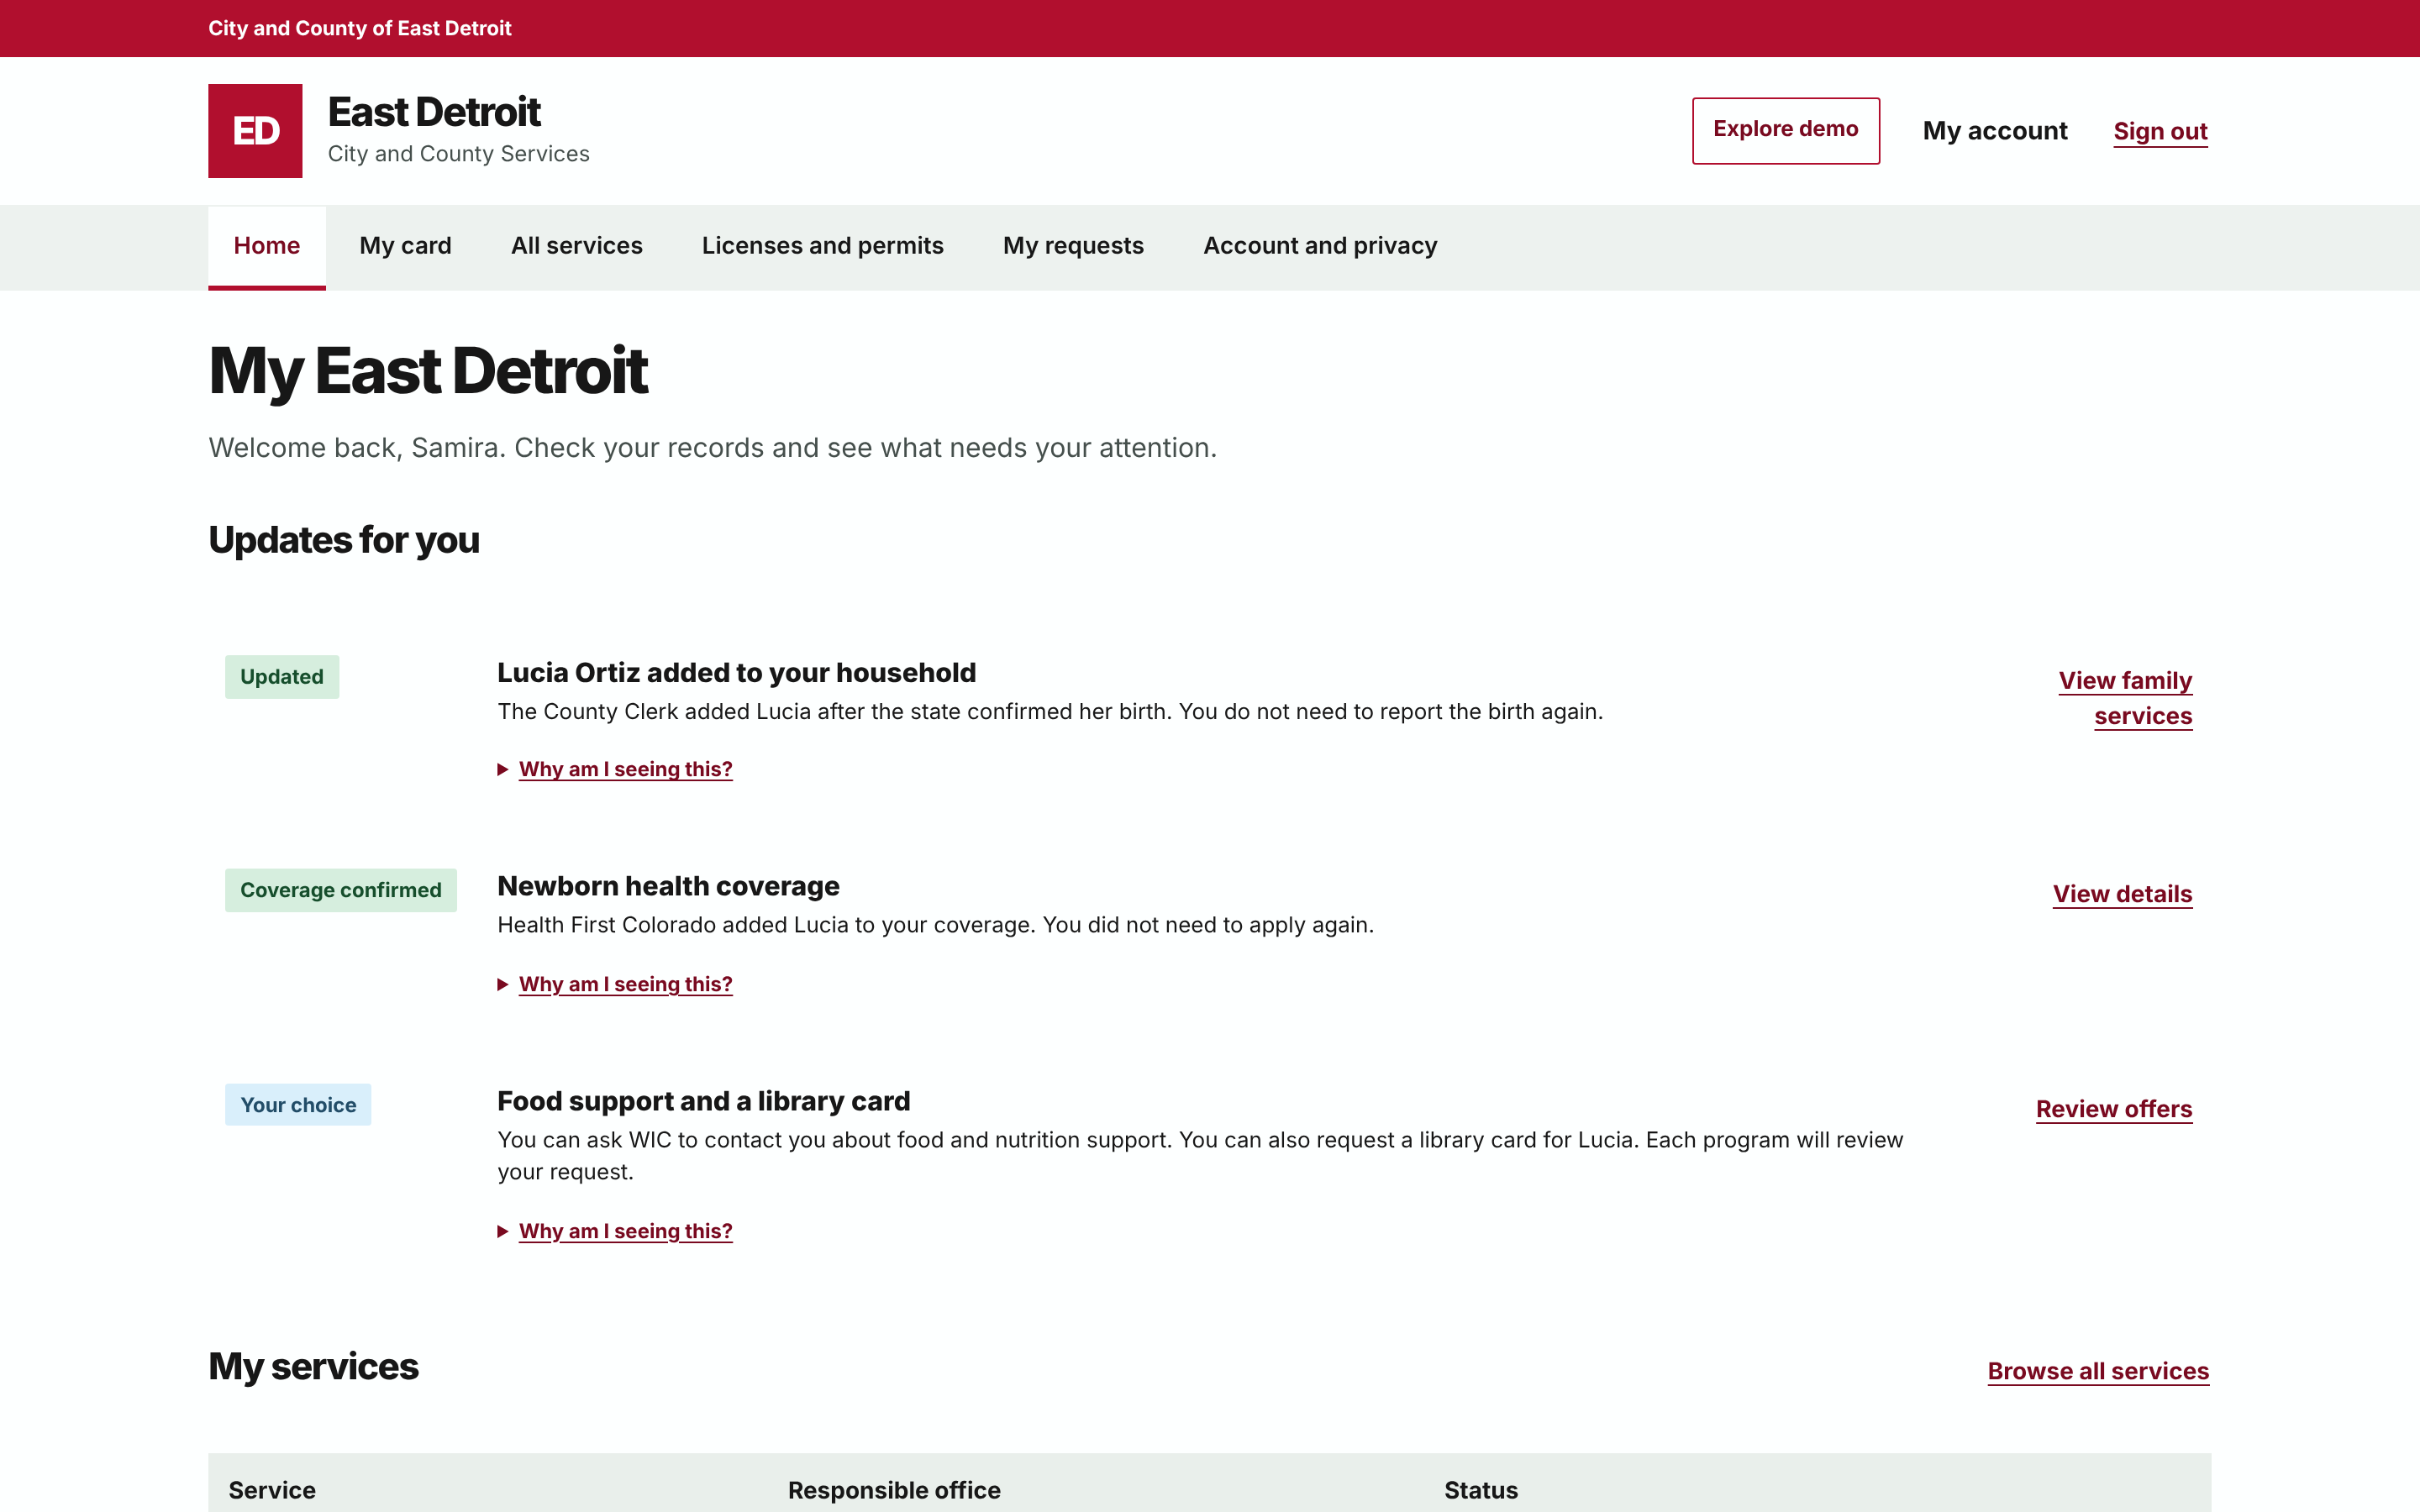 City and County of East Detroit
ED
East Detroit
City and County Services
Explore demo
My account
Sign out
Home
My card
All services
Licenses and permits
My requests
Account and privacy
My East Detroit
Welcome back, Samira. Check your records and see what needs your attention.
Updates for you
Updated
Lucia Ortiz added to your household
The County Clerk added Lucia after the state confirmed her birth. You do not need to report the birth again.
Why am I seeing this?
View family
services
Coverage confirmed
Newborn health coverage
Health First Colorado added Lucia to your coverage. You did not need to apply again.
Why am I seeing this?
View details
Your choice
Food support and a library card
You can ask WIC to contact you about food and nutrition support. You can also request a library card for Lucia. Each program will review
your request.
Why am I seeing this?
Review offers
My services
Browse all services
Service
Responsible office
Status